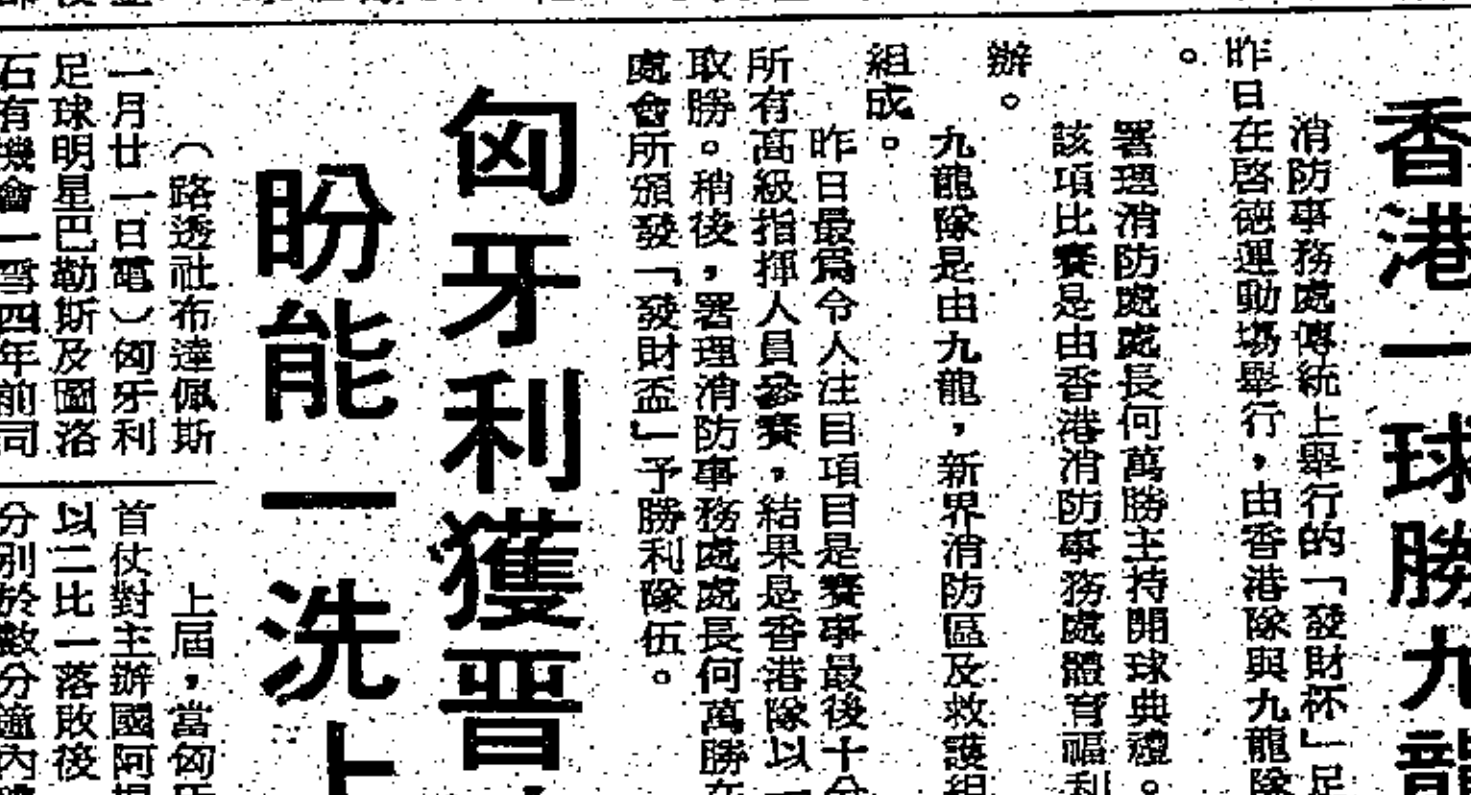 香港一球勝九龍
消防事務處傳統上舉行的「發財杯」足
昨日在啓德運動場舉行，由香港隊與九龍隊
。
署理消防處處長何萬勝主持開球典禮。
該項比賽是由香港消防事務處體育福利
辦。
九龍隊是由九龍，新界消防區及救護組
組成。
昨日最爲令人注目項目是賽事最後十分
所有高級指揮人員參賽，結果是香港隊以一
取勝。稍後，署理消防事務處處長何萬勝在
處會所頒發「發財盃」予勝利隊伍。
匈牙利獲晋
盼能一洗上
（路透社布達佩斯
一月廿一日電）匈牙利
足球明星巴勒斯及圖洛
石有機會一雪四年前司
上屆，當匈牙
首仗對主辦國阿根
以二比一落敗後
分別於數分鐘內